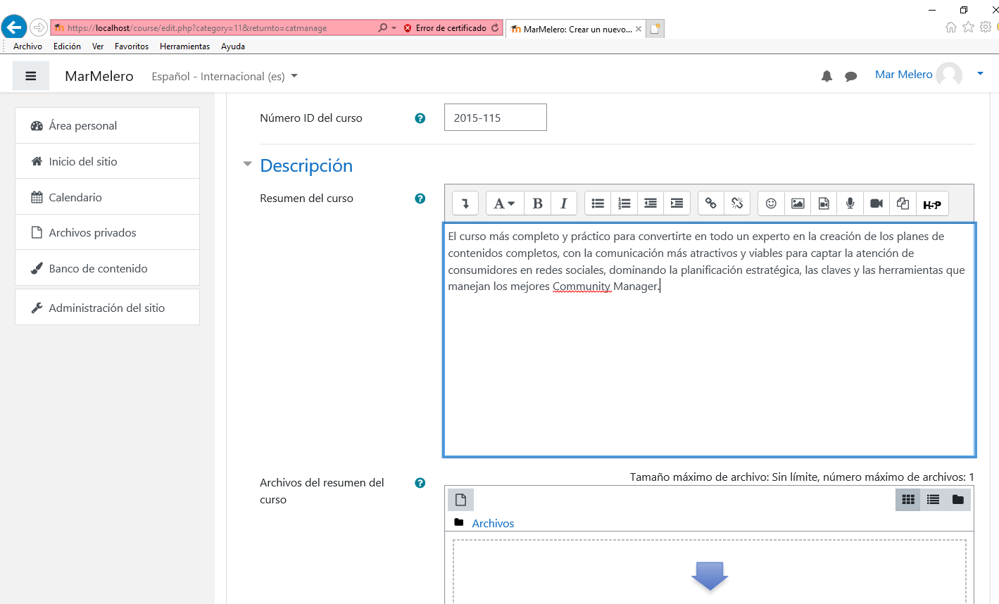 https://localhost/course/edit.php?category=11&returnto=catmanage
Error de certificado
MarMelero: Crear un nuevo...
Archivo Edición Ver Favoritos Herramientas Ayuda
MarMelero
Español - Internacional (es)
Mar Melero
Área personal
Inicio del sitio
Calendario
Archivos privados
Banco de contenido
Administración del sitio
Número ID del curso
2015-115
Descripción
Resumen del curso
A B I
H5P
El curso más completo y práctico para convertirte en todo un experto en la creación de los planes de
contenidos completos, con la comunicación más atractivos y viables para captar la atención de
consumidores en redes sociales, dominando la planificación estratégica, las claves y las herramientas que
manejan los mejores Community Manager.
Tamaño máximo de archivo: Sin límite, número máximo de archivos: 1
Archivos del resumen del
curso
Archivos